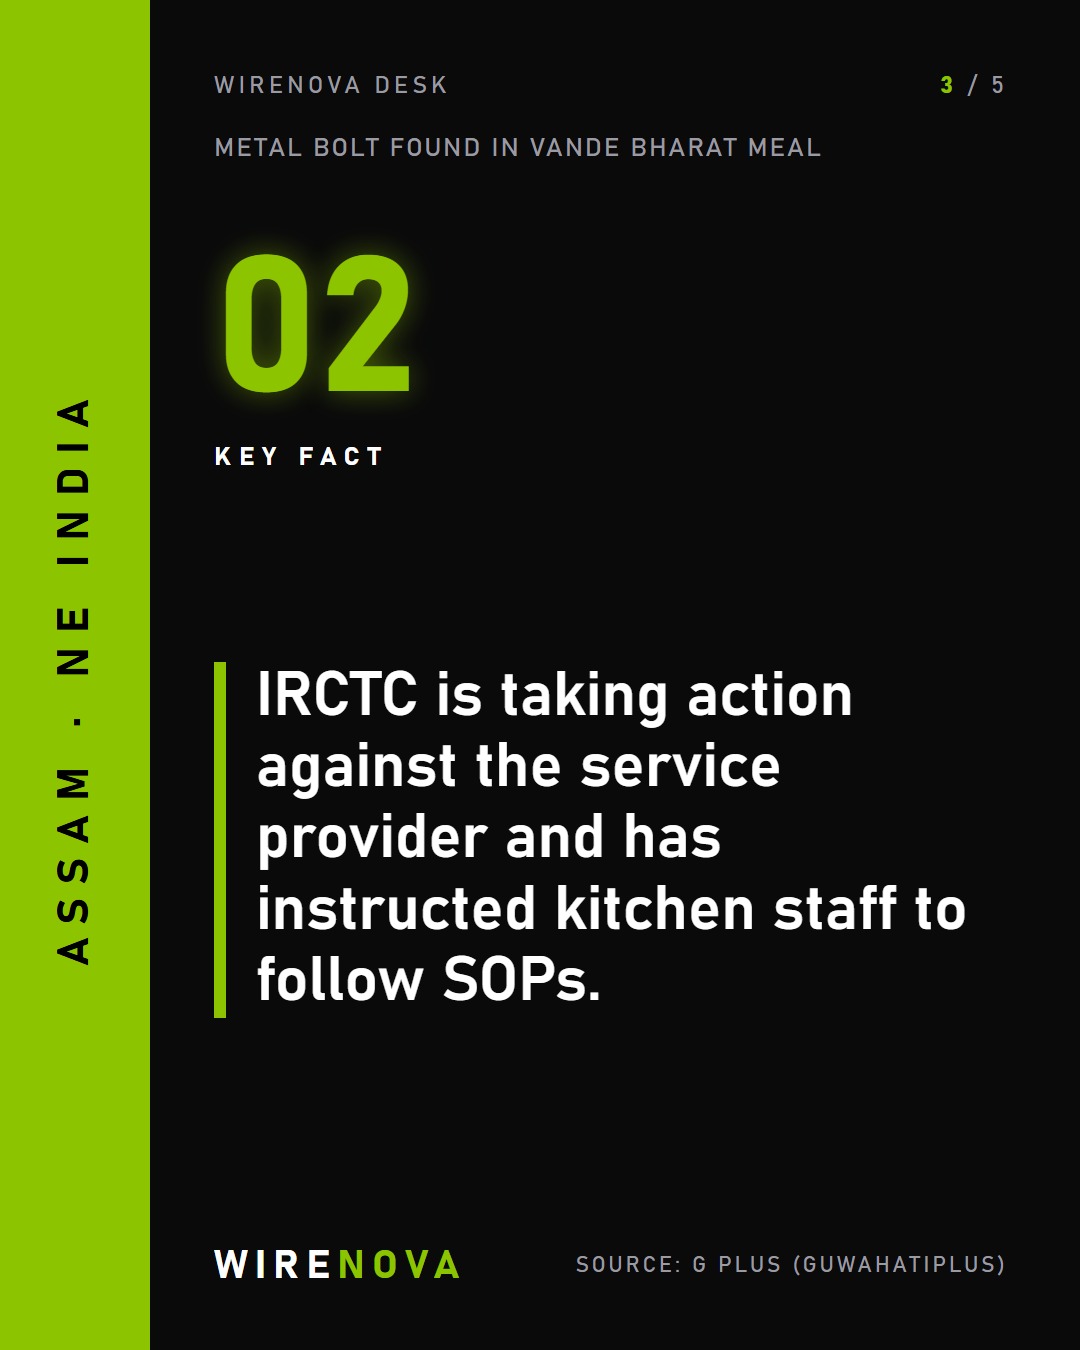 WIRENOVA DESK
3 / 5
METAL BOLT FOUND IN VANDE BHARAT MEAL
02
KEY FACT
ASSAM · NE INDIA
IRCTC is taking action
against the service
provider and has
instructed kitchen staff to
follow SOPs.
WIRENOVA
SOURCE: G PLUS (GUWAHATIPLUS)